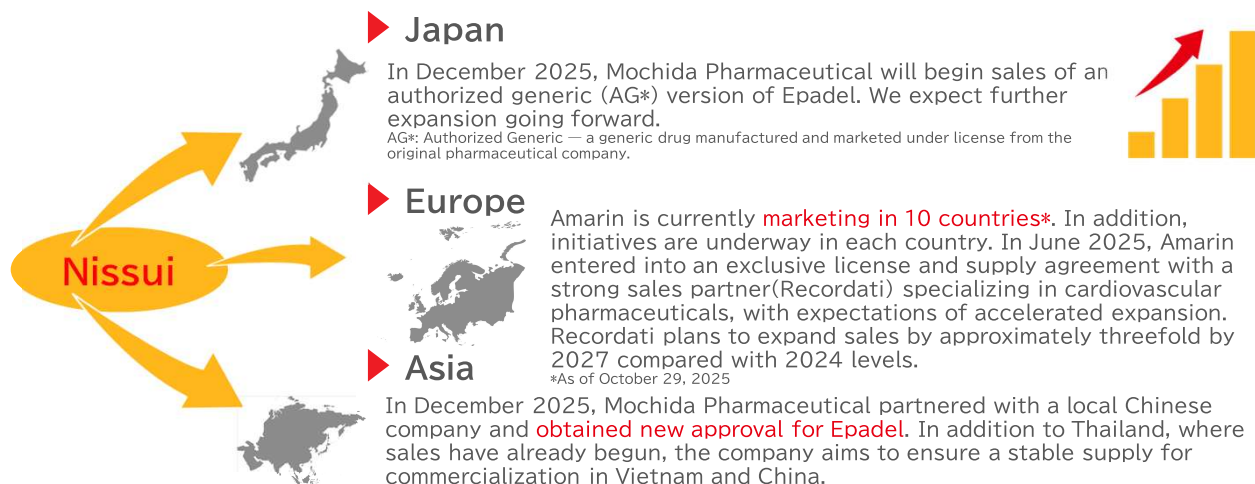 Japan
In December 2025, Mochida Pharmaceutical will begin sales of an
authorized generic (AG*) version of Epadel. We expect further
expansion going forward.
AG*: Authorized Generic — a generic drug manufactured and marketed under license from the
original pharmaceutical company.
Nissui
Europe
Amarin is currently marketing in 10 countries*. In addition,
initiatives are underway in each country. In June 2025, Amarin
entered into an exclusive license and supply agreement with a
strong sales partner(Recordati) specializing in cardiovascular
pharmaceuticals, with expectations of accelerated expansion.
Recordati plans to expand sales by approximately threefold by
2027 compared with 2024 levels.
*As of October 29, 2025
Asia
In December 2025, Mochida Pharmaceutical partnered with a local Chinese
company and obtained new approval for Epadel. In addition to Thailand, where
sales have already begun, the company aims to ensure a stable supply for
commercialization in Vietnam and China.